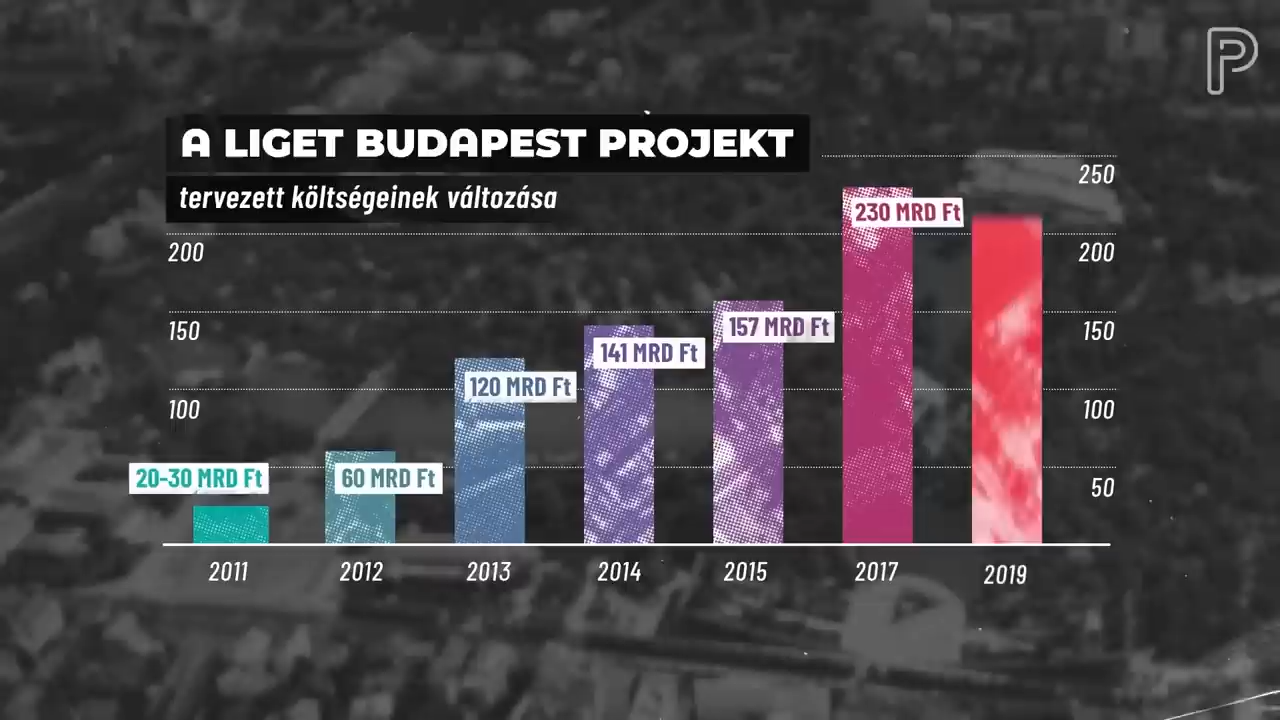 P
A LIGET BUDAPEST PROJEKT
tervezett költségeinek változása
250
200
200
150
150
100
100
50
20-30 MRD Ft
60 MRD Ft
120 MRD Ft
141 MRD Ft
157 MRD Ft
230 MRD Ft
2011
2012
2013
2014
2015
2017
2019